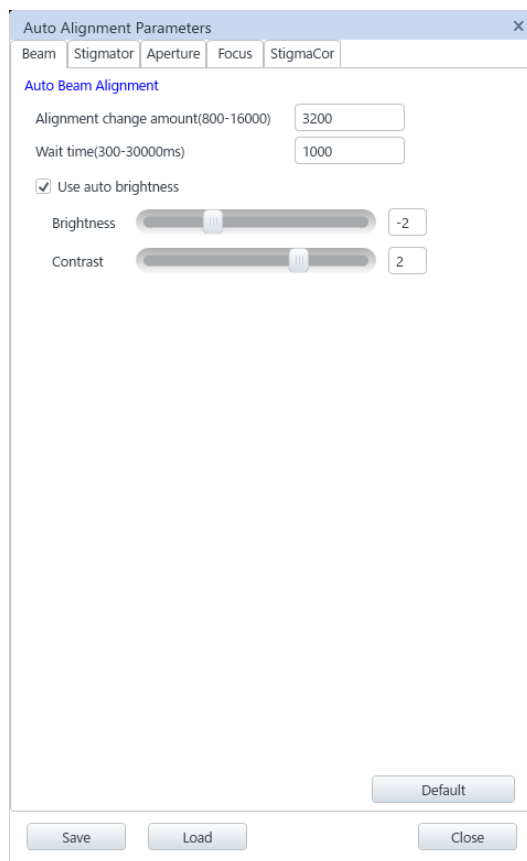 Auto Alignment Parameters x
Beam Stigmator Aperture Focus StigmaCor
Auto Beam Alignment
Alignment change amount(800-16000) 3200
Wait time(300-30000ms) 1000
Use auto brightness
Brightness -2
Contrast 2
Default
Save Load Close